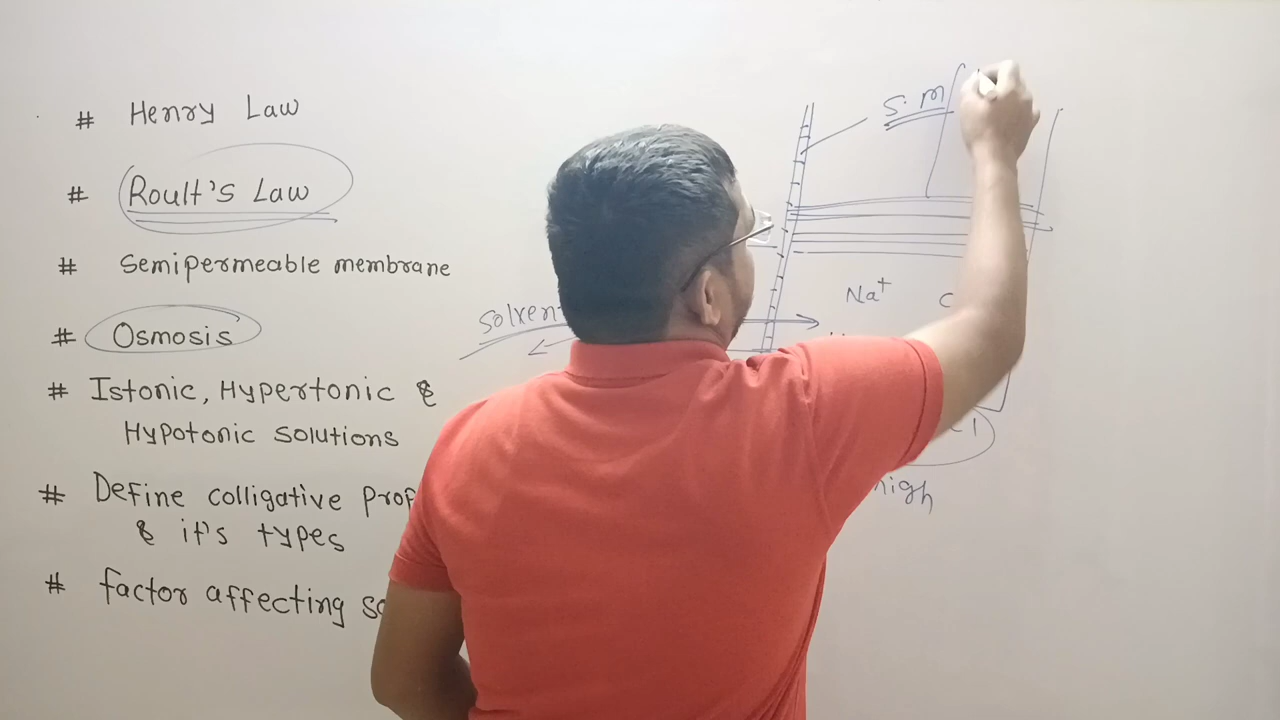 # Henry Law
# Roult's Law
# Semipermeable membrane
# Osmosis
# Istonic, Hypertonic &
Hypotonic solutions
# Define colligative Prop
& it's types
# factor affecting so
S.m
Na⁺
Solven
high